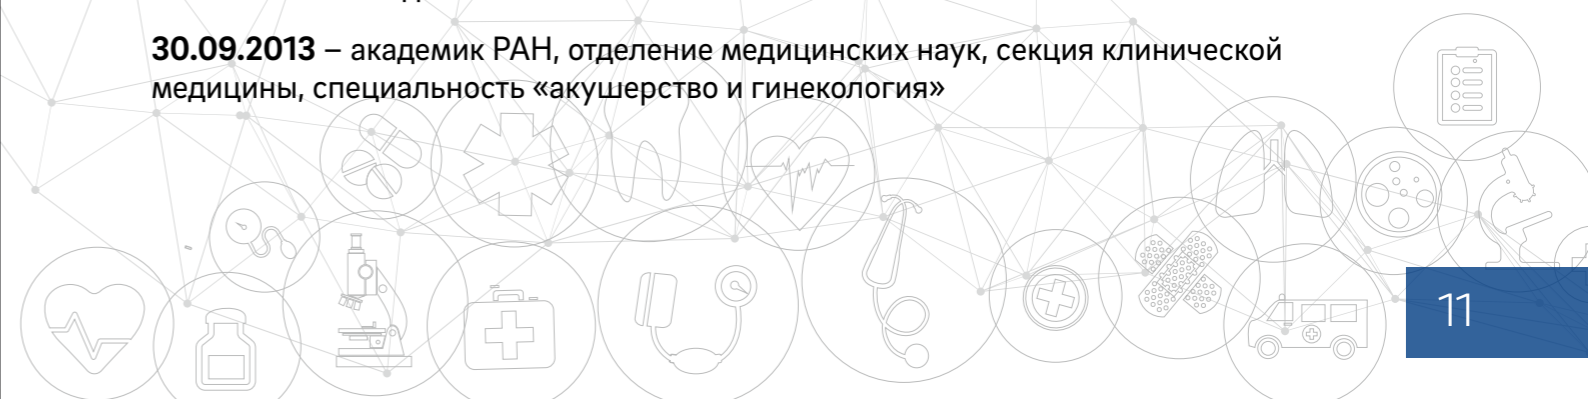 30.09.2013 – академик РАН, отделение медицинских наук, секция клинической
медицины, специальность «акушерство и гинекология»
11